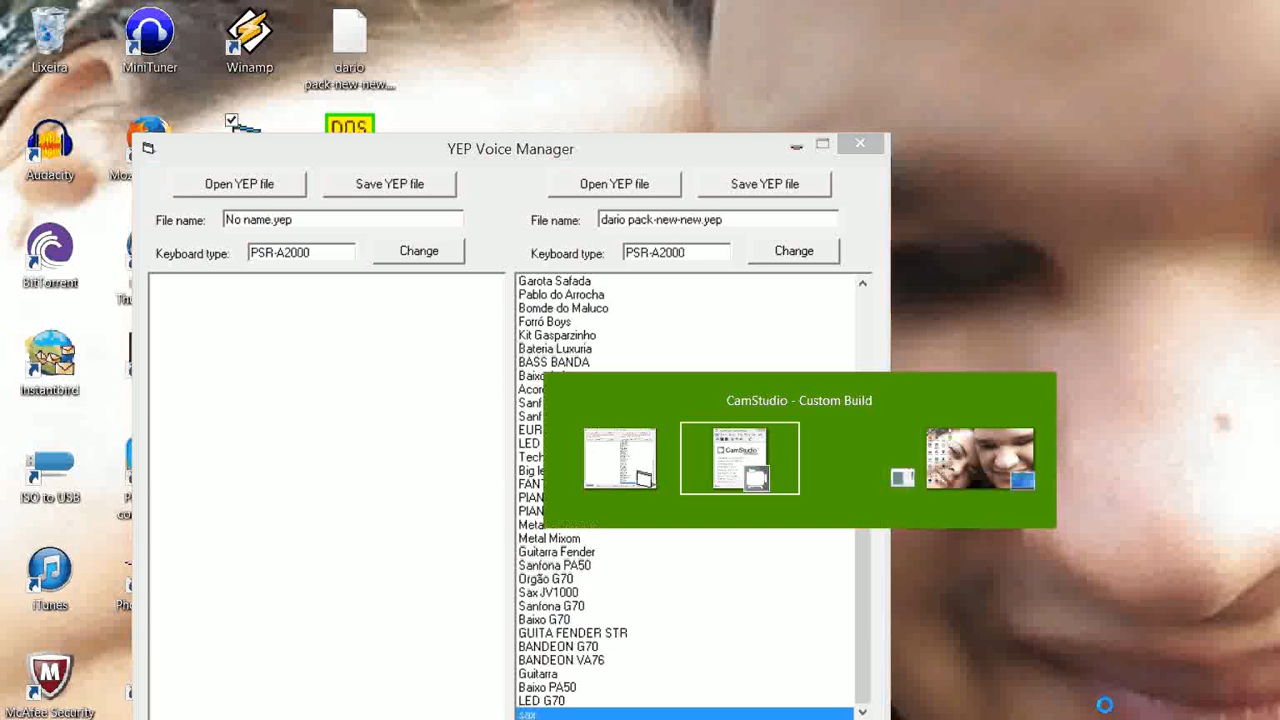 Lixeira
MiniTuner
Winamp
dario
pack-new-new...
DOS
Audacity
BitTorrent
Instantbird
ISO to USB
iTunes
McAfee Security
YEP Voice Manager
Open YEP file
Save YEP file
Open YEP file
Save YEP file
File name:
No name.yep
File name:
dario pack-new-new.yep
Keyboard type:
PSR-A2000
Change
Keyboard type:
PSR-A2000
Change
Garota Safada
Pablo do Arrocha
Bomde do Maluco
Forró Boys
Kit Gasparzinho
Bateria Luxuria
BASS BANDA
CamStudio - Custom Build
CamStudio
Metal Mixom
Guitarra Fender
Sanfona PA50
Orgão G70
Sax JV1000
Sanfona G70
Baixo G70
GUITA FENDER STR
BANDEON G70
BANDEON VA76
Guitarra
Baixo PA50
LED G70
sax